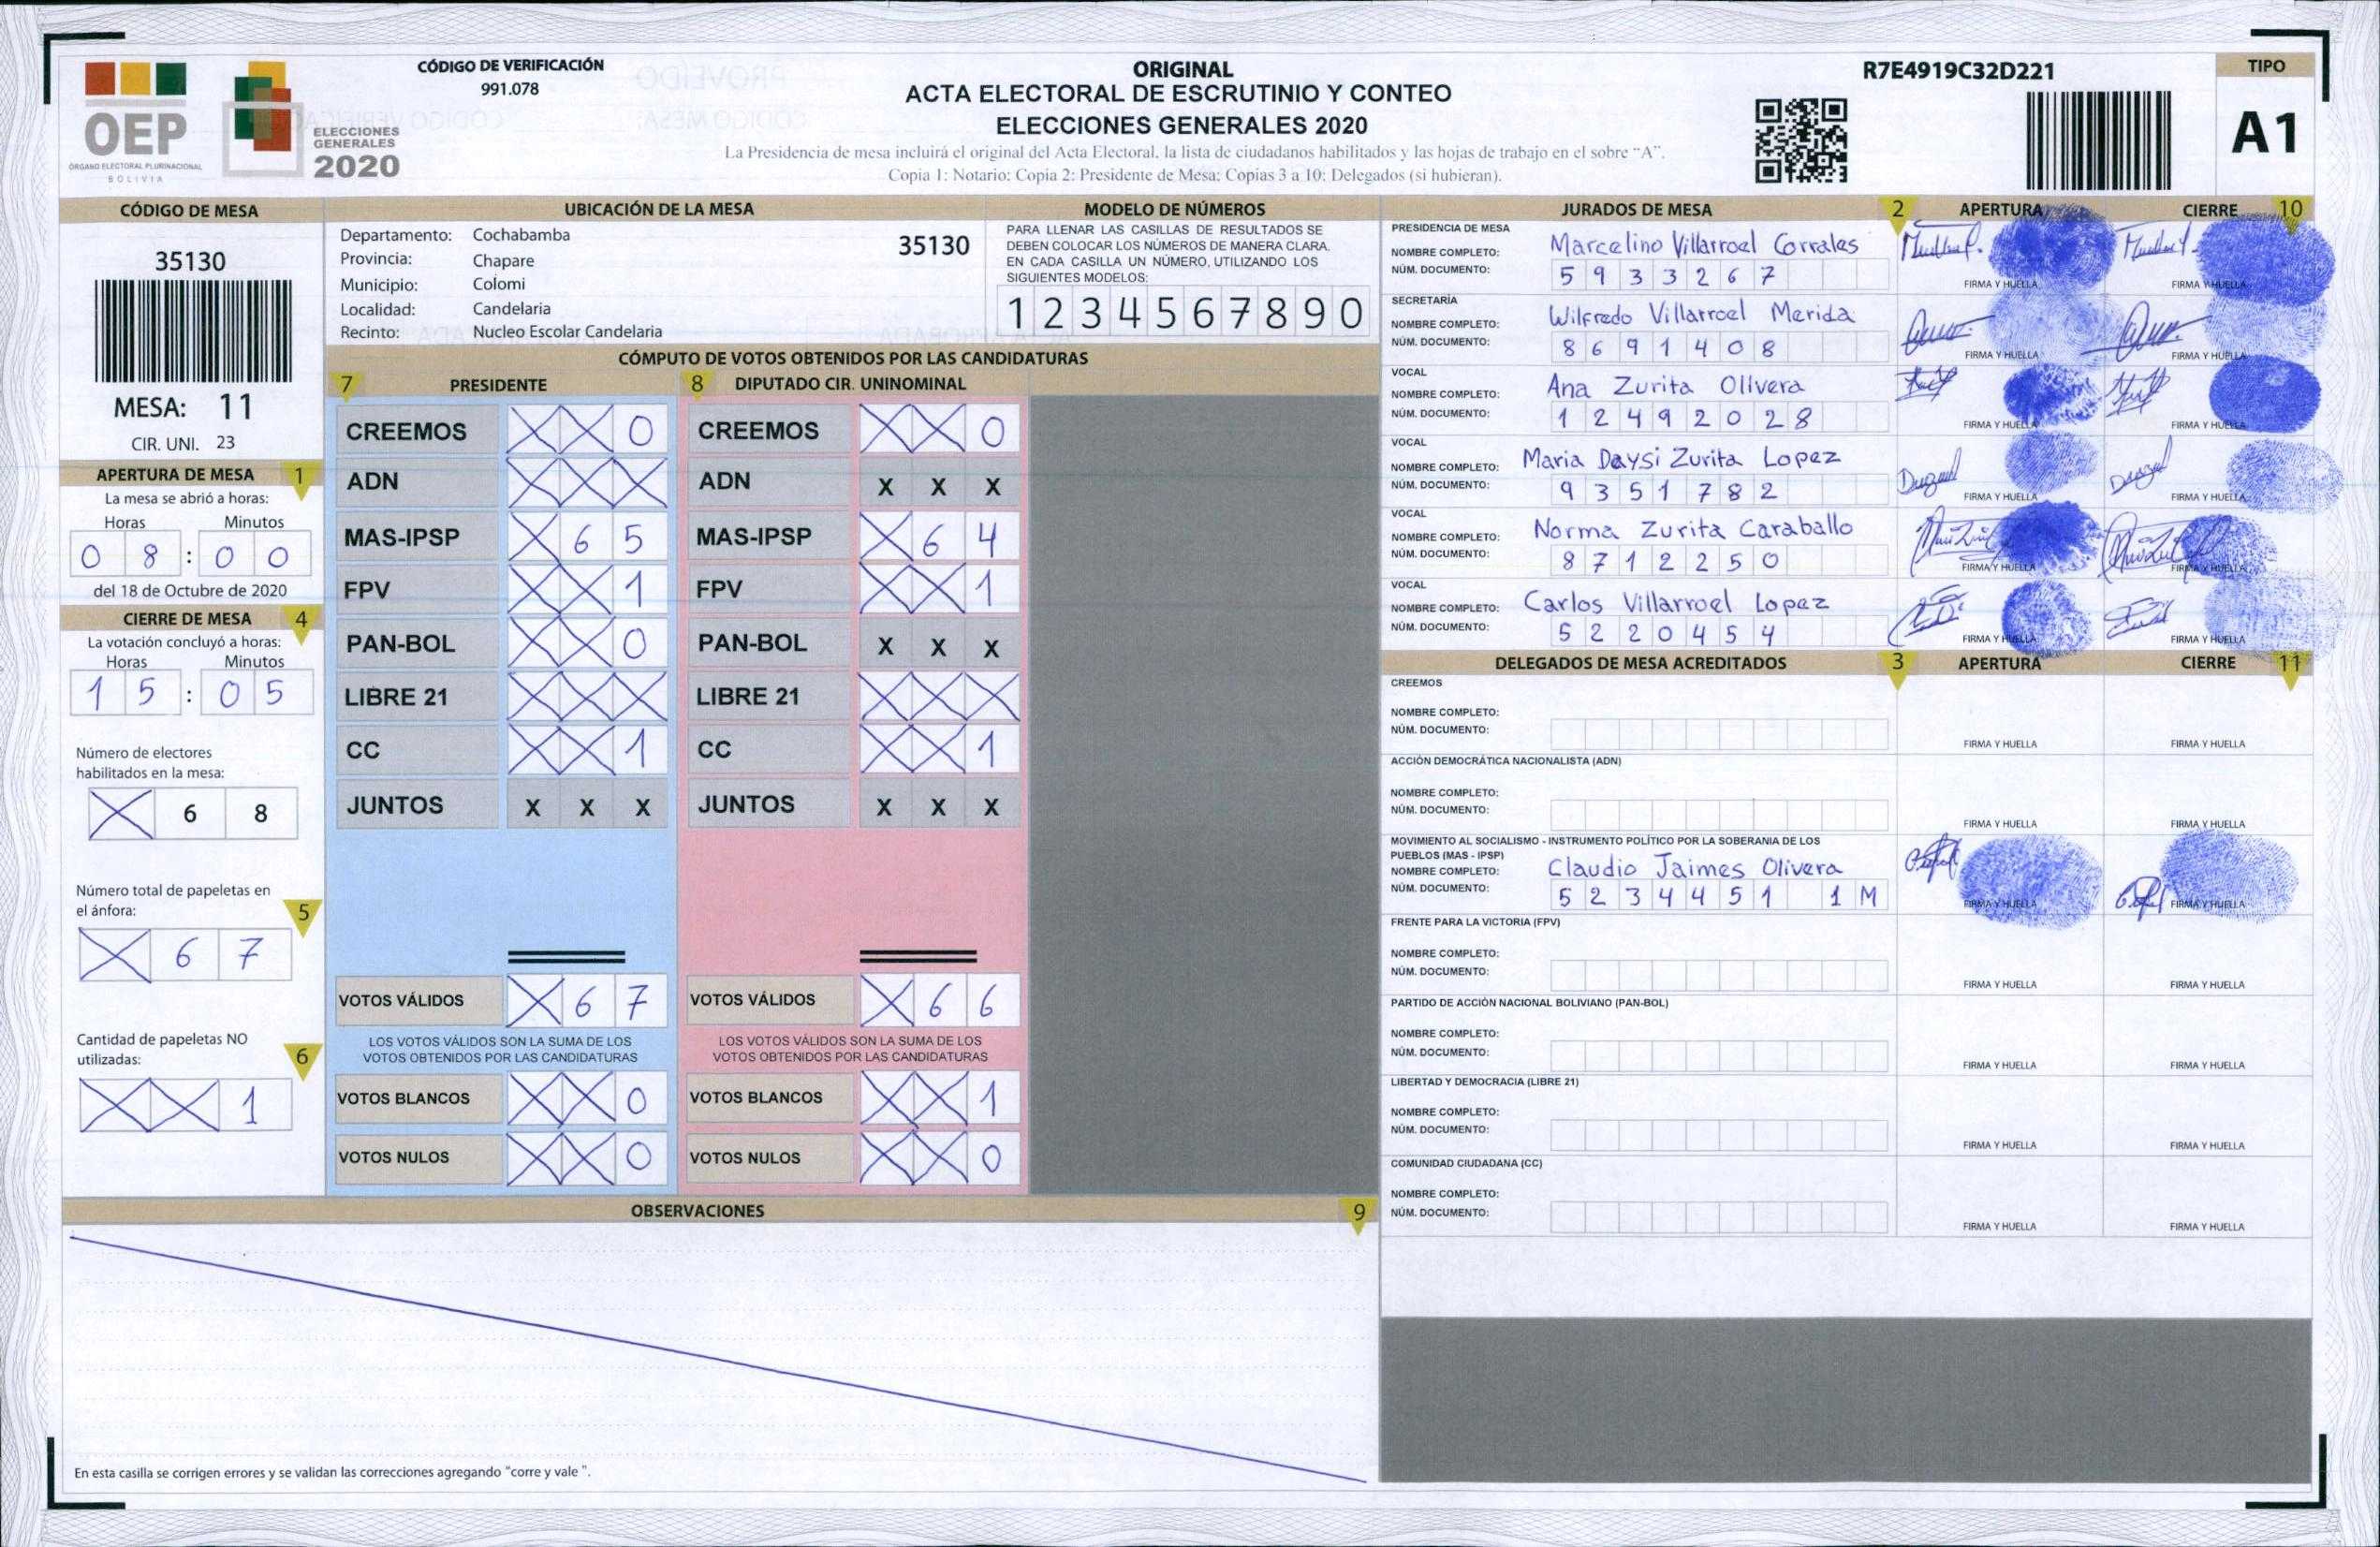 CÓDIGO DE VERIFICACIÓN
991.078
OEP
ÓRGANO ELECTORAL PLURINACIONAL
BOLIVIA
ELECCIONES
GENERALES
2020
ORIGINAL
ACTA ELECTORAL DE ESCRUTINIO Y CONTEO
ELECCIONES GENERALES 2020
La Presidencia de mesa incluirá el original del Acta Electoral, la lista de ciudadanos habilitados y las hojas de trabajo en el sobre "A".
Copia 1: Notario; Copia 2: Presidente de Mesa; Copias 3 a 10: Delegados (si hubieran).
R7E4919C32D221
TIPO
A1
CÓDIGO DE MESA
35130
MESA: 11
CIR. UNI. 23
APERTURA DE MESA 1
La mesa se abrió a horas:
Horas Minutos
0 8 : 0 0
del 18 de Octubre de 2020
CIERRE DE MESA 4
La votación concluyó a horas:
Horas Minutos
1 5 : 0 5
Número de electores
habilitados en la mesa:
X 6 8
Número total de papeletas en
el ánfora: 5
X 6 7
Cantidad de papeletas NO
utilizadas: 6
X X 1
UBICACIÓN DE LA MESA
Departamento: Cochabamba 35130
Provincia: Chapare
Municipio: Colomi
Localidad: Candelaria
Recinto: Nucleo Escolar Candelaria
MODELO DE NÚMEROS
PARA LLENAR LAS CASILLAS DE RESULTADOS SE
DEBEN COLOCAR LOS NÚMEROS DE MANERA CLARA.
EN CADA CASILLA UN NÚMERO, UTILIZANDO LOS
SIGUIENTES MODELOS:
1 2 3 4 5 6 7 8 9 0
CÓMPUTO DE VOTOS OBTENIDOS POR LAS CANDIDATURAS
7 PRESIDENTE 8 DIPUTADO CIR. UNINOMINAL
CREEMOS X X 0 CREEMOS X X 0
ADN X X X ADN X X X
MAS-IPSP X 6 5 MAS-IPSP X 6 4
FPV X X 1 FPV X X 1
PAN-BOL X X 0 PAN-BOL X X X
LIBRE 21 X X X LIBRE 21 X X X
CC X X 1 CC X X 1
JUNTOS X X X JUNTOS X X X
VOTOS VÁLIDOS X 6 7 VOTOS VÁLIDOS X 6 6
LOS VOTOS VÁLIDOS SON LA SUMA DE LOS LOS VOTOS VÁLIDOS SON LA SUMA DE LOS
VOTOS OBTENIDOS POR LAS CANDIDATURAS VOTOS OBTENIDOS POR LAS CANDIDATURAS
VOTOS BLANCOS X X 0 VOTOS BLANCOS X X 1
VOTOS NULOS X X 0 VOTOS NULOS X X 0
OBSERVACIONES 9
En esta casilla se corrigen errores y se validan las correcciones agregando "corre y vale ".
JURADOS DE MESA 2 APERTURA CIERRE 10
PRESIDENCIA DE MESA
NOMBRE COMPLETO: Marcelino Villarroel Corrales
NÚM. DOCUMENTO: 5 9 3 3 2 6 7
FIRMA Y HUELLA FIRMA Y HUELLA
SECRETARÍA
NOMBRE COMPLETO: Wilfredo Villarroel Merida
NÚM. DOCUMENTO: 8 6 9 1 4 0 8
FIRMA Y HUELLA FIRMA Y HUELLA
VOCAL
NOMBRE COMPLETO: Ana Zurita Olivera
NÚM. DOCUMENTO: 1 2 4 9 2 0 2 8
FIRMA Y HUELLA FIRMA Y HUELLA
VOCAL
NOMBRE COMPLETO: Maria Daysi Zurita Lopez
NÚM. DOCUMENTO: 9 3 5 1 7 8 2
FIRMA Y HUELLA FIRMA Y HUELLA
VOCAL
NOMBRE COMPLETO: Norma Zurita Caraballo
NÚM. DOCUMENTO: 8 7 1 2 2 5 0
FIRMA Y HUELLA FIRMA Y HUELLA
VOCAL
NOMBRE COMPLETO: Carlos Villarroel Lopez
NÚM. DOCUMENTO: 5 2 2 0 4 5 4
FIRMA Y HUELLA FIRMA Y HUELLA
DELEGADOS DE MESA ACREDITADOS 3 APERTURA CIERRE 11
CREEMOS
NOMBRE COMPLETO:
NÚM. DOCUMENTO:
FIRMA Y HUELLA FIRMA Y HUELLA
ACCIÓN DEMOCRÁTICA NACIONALISTA (ADN)
NOMBRE COMPLETO:
NÚM. DOCUMENTO:
FIRMA Y HUELLA FIRMA Y HUELLA
MOVIMIENTO AL SOCIALISMO - INSTRUMENTO POLÍTICO POR LA SOBERANIA DE LOS
PUEBLOS (MAS - IPSP)
NOMBRE COMPLETO: Claudio Jaimes Olivera
NÚM. DOCUMENTO: 5 2 3 4 4 5 1 1 M
FIRMA Y HUELLA FIRMA Y HUELLA
FRENTE PARA LA VICTORIA (FPV)
NOMBRE COMPLETO:
NÚM. DOCUMENTO:
FIRMA Y HUELLA FIRMA Y HUELLA
PARTIDO DE ACCIÓN NACIONAL BOLIVIANO (PAN-BOL)
NOMBRE COMPLETO:
NÚM. DOCUMENTO:
FIRMA Y HUELLA FIRMA Y HUELLA
LIBERTAD Y DEMOCRACIA (LIBRE 21)
NOMBRE COMPLETO:
NÚM. DOCUMENTO:
FIRMA Y HUELLA FIRMA Y HUELLA
COMUNIDAD CIUDADANA (CC)
NOMBRE COMPLETO:
NÚM. DOCUMENTO:
FIRMA Y HUELLA FIRMA Y HUELLA